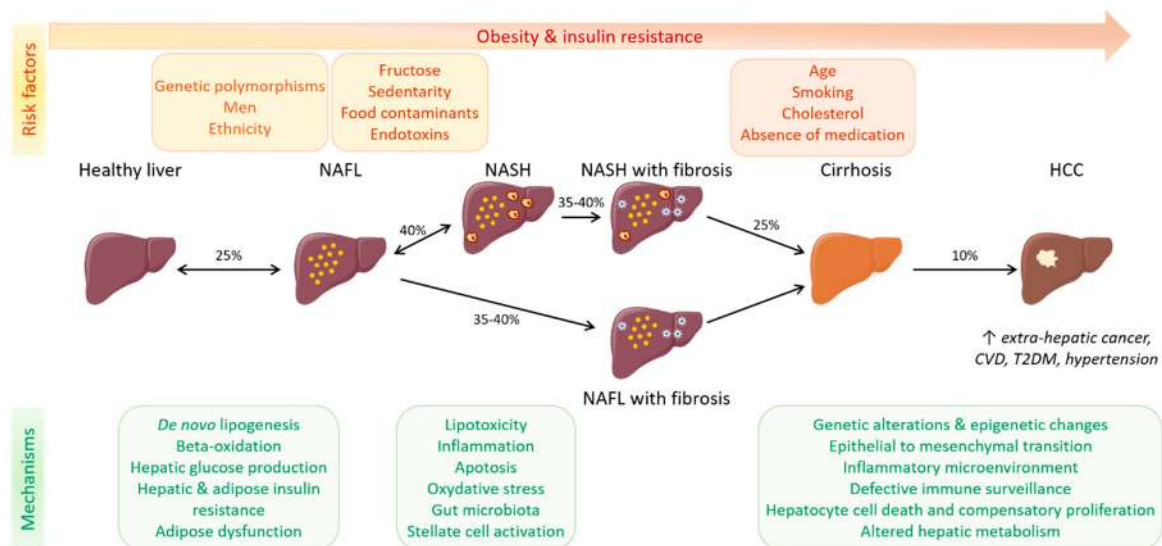 Obesity & insulin resistance
Risk factors
Genetic polymorphisms
Men
Ethnicity
Fructose
Sedentarity
Food contaminants
Endotoxins
Age
Smoking
Cholesterol
Absence of medication
Healthy liver
NAFL
NASH
NASH with fibrosis
Cirrhosis
HCC
25%
40%
35-40%
25%
10%
35-40%
NAFL with fibrosis
↑ extra-hepatic cancer,
CVD, T2DM, hypertension
Mechanisms
De novo lipogenesis
Beta-oxidation
Hepatic glucose production
Hepatic & adipose insulin
resistance
Adipose dysfunction
Lipotoxicity
Inflammation
Apotosis
Oxydative stress
Gut microbiota
Stellate cell activation
Genetic alterations & epigenetic changes
Epithelial to mesenchymal transition
Inflammatory microenvironment
Defective immune surveillance
Hepatocyte cell death and compensatory proliferation
Altered hepatic metabolism